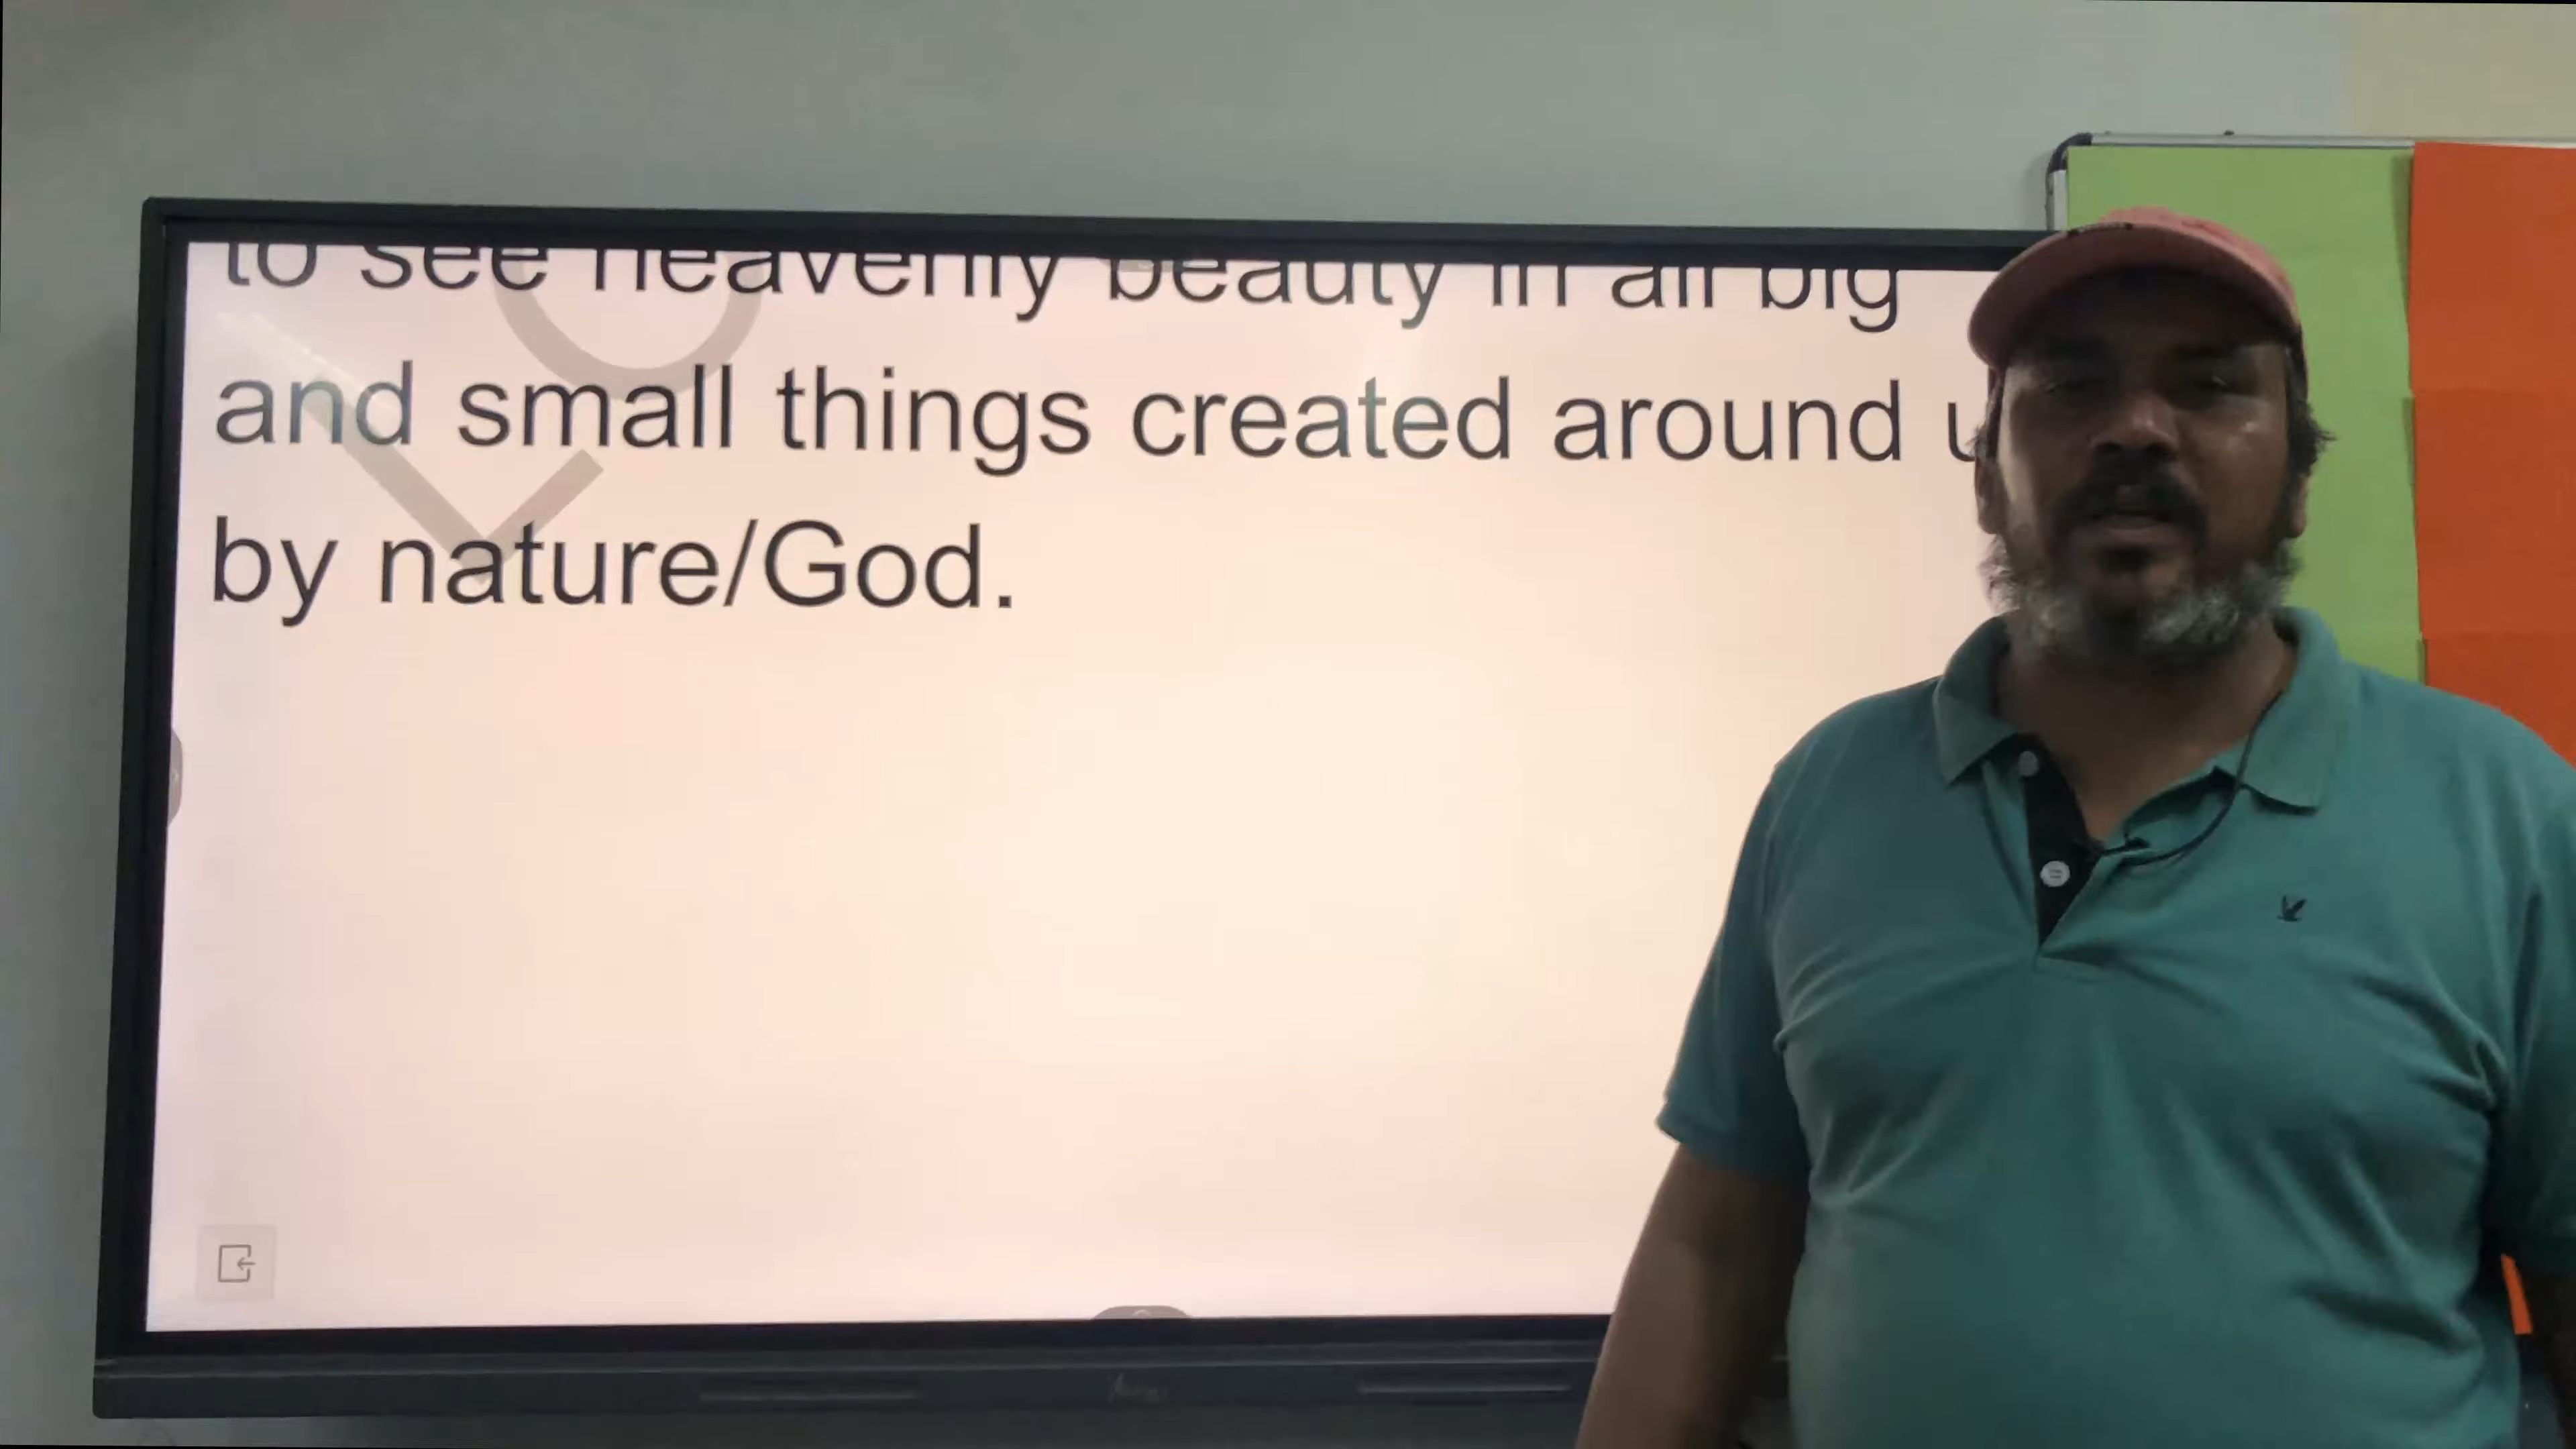 to see heavenly beauty in all big
and small things created around
by nature/God.